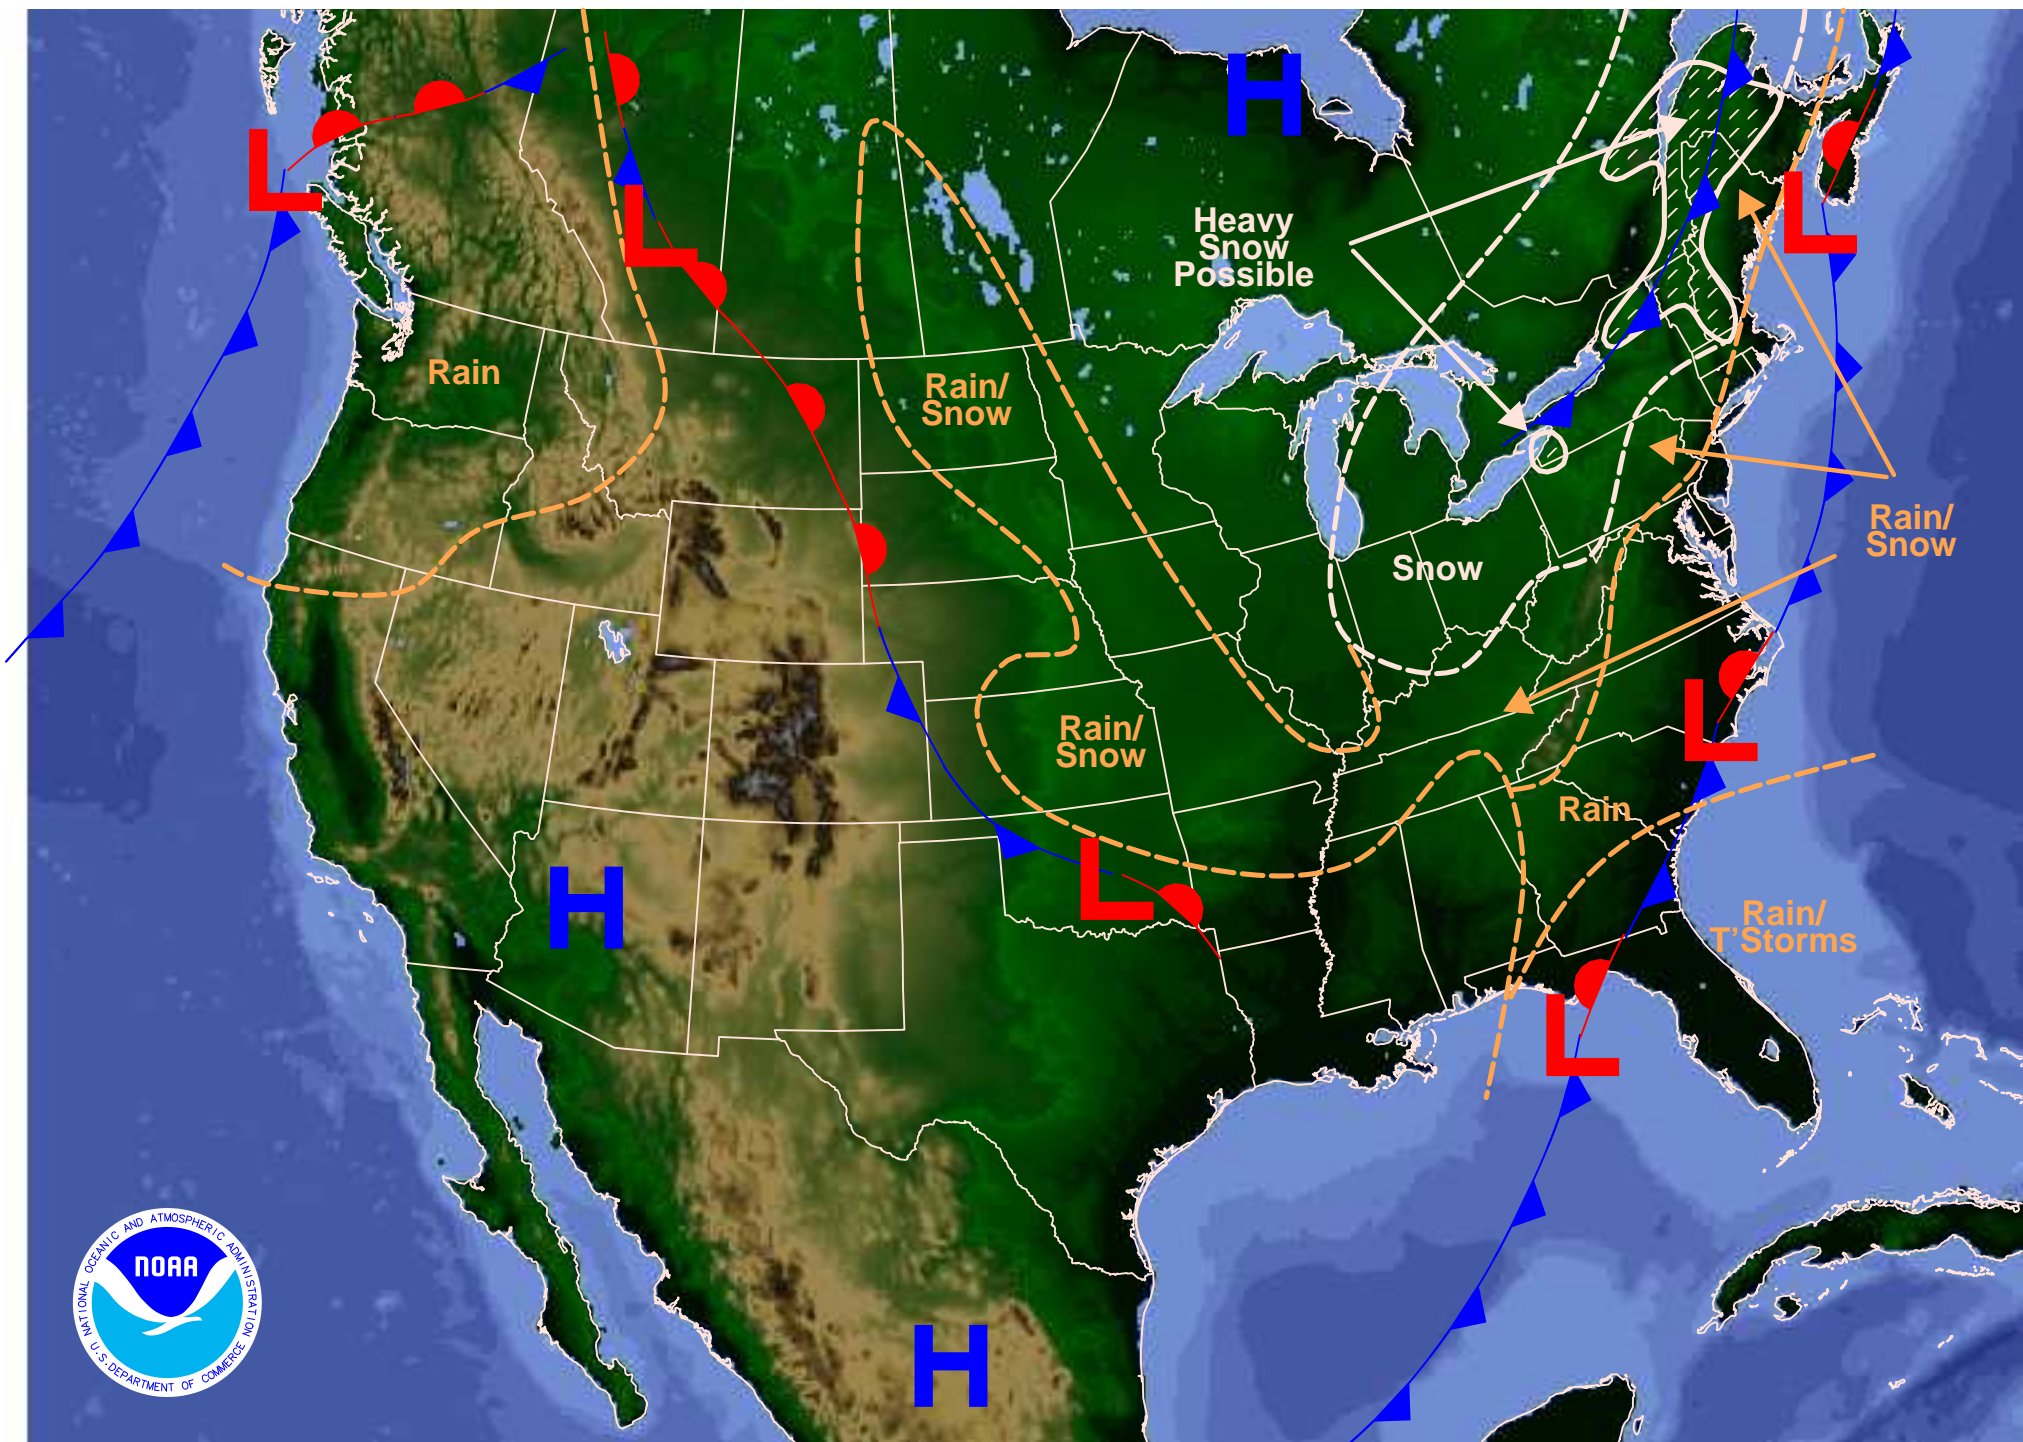 H
L
L
L
Heavy
Snow
Possible
Rain
Rain/
Snow
Rain/
Snow
Snow
L
Rain/
Snow
Rain
L
H
Rain/
T'Storms
L
H
NATIONAL OCEANIC AND ATMOSPHERIC ADMINISTRATION
NOAA
U.S. DEPARTMENT OF COMMERCE